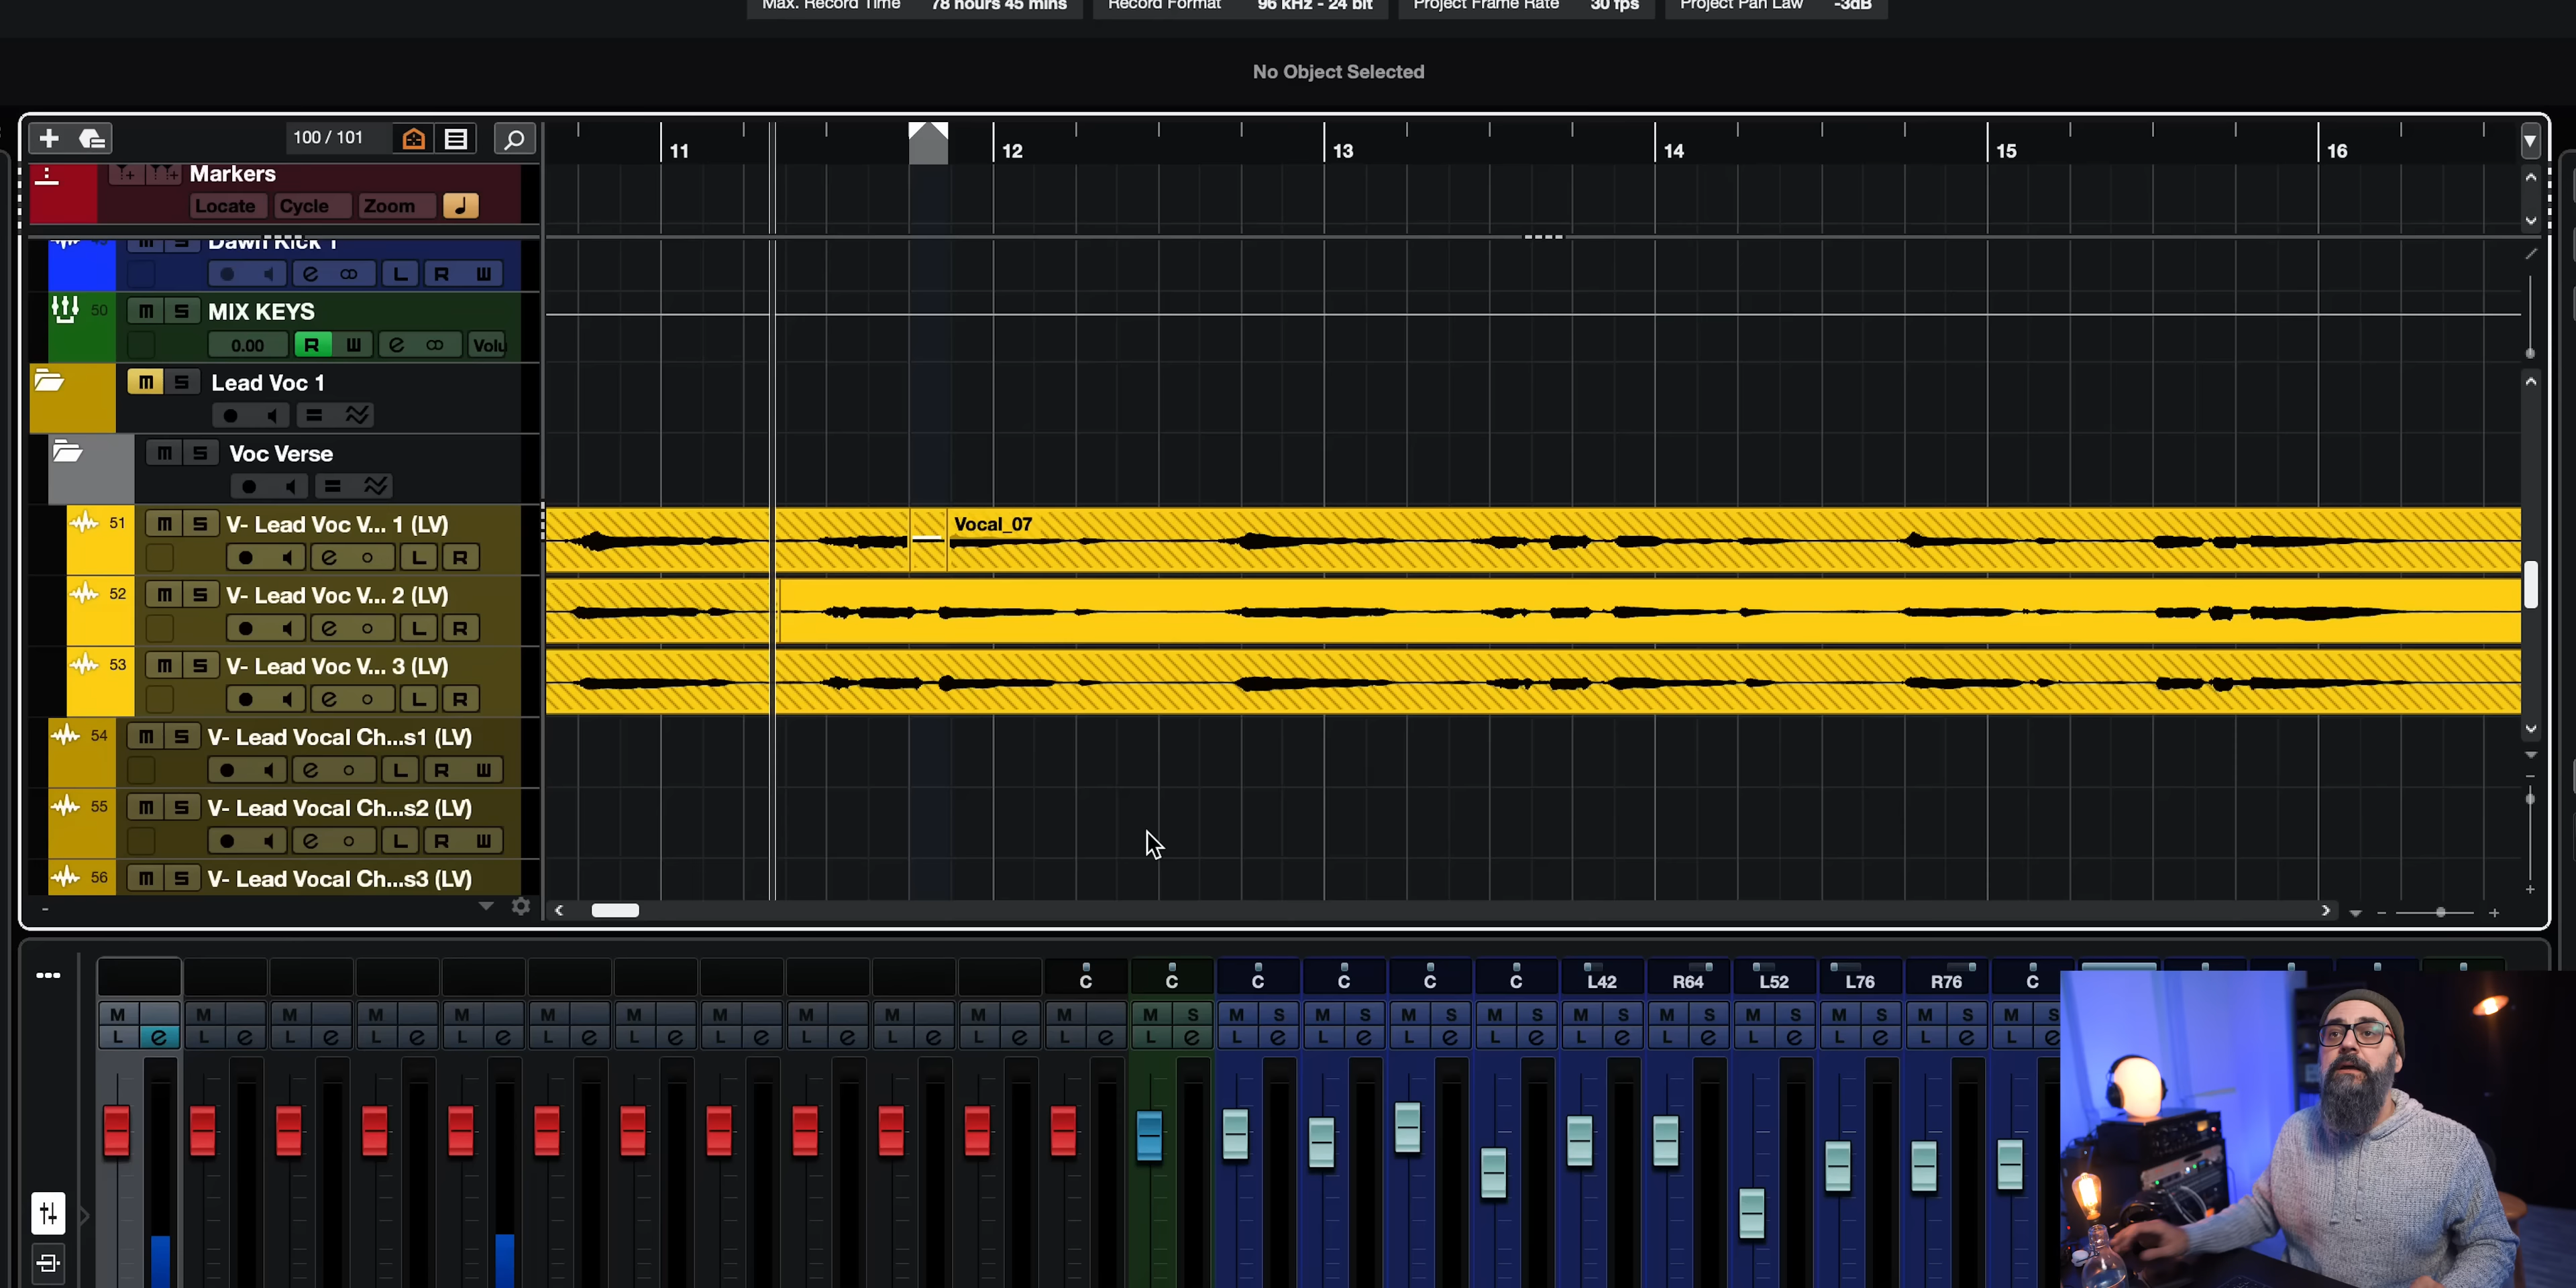 Max. Record Time 78 hours 45 mins Record Format 96 kHz - 24 bit Project Frame Rate 30 fps Project Pan Law -3dB
No Object Selected
100 / 101
11 12 13 14 15 16
Markers
Locate Cycle Zoom
Dawn Kick 1
L R W
50 m S MIX KEYS
0.00 R W e Volu
m S Lead Voc 1
m S Voc Verse
51 m S V- Lead Voc V... 1 (LV)
e L R
Vocal_07
52 m S V- Lead Voc V... 2 (LV)
e L R
53 m S V- Lead Voc V... 3 (LV)
e L R
54 m S V- Lead Vocal Ch...s1 (LV)
e L R W
55 m S V- Lead Vocal Ch...s2 (LV)
e L R W
56 m S V- Lead Vocal Ch...s3 (LV)
C C C C C C L42 R64 L52 L76 R76 C
M M M M M M M M M M M M M S M S M S M S M S M S M S M S M S M S M S
L e L e L e L e L e L e L e L e L e L e L e L e L e L e L e L e L e L e L e L e L e L e L